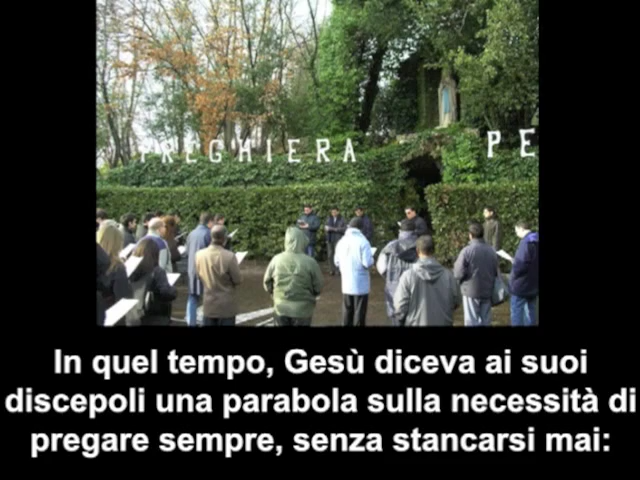 PREGHIERA PE
In quel tempo, Gesù diceva ai suoi
discepoli una parabola sulla necessità di
pregare sempre, senza stancarsi mai: